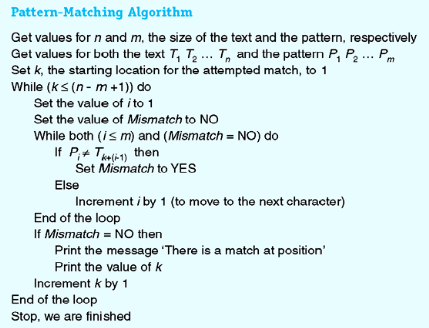 Pattern-Matching Algorithm
Get values for n and m, the size of the text and the pattern, respectively
Get values for both the text T₁ T₂ … Tₙ and the pattern P₁ P₂ … Pₘ
Set k, the starting location for the attempted match, to 1
While (k ≤ (n - m +1)) do
Set the value of i to 1
Set the value of Mismatch to NO
While both (i ≤ m) and (Mismatch = NO) do
If Pᵢ ≠ Tₖ₊₍ᵢ₋₁₎ then
Set Mismatch to YES
Else
Increment i by 1 (to move to the next character)
End of the loop
If Mismatch = NO then
Print the message 'There is a match at position'
Print the value of k
Increment k by 1
End of the loop
Stop, we are finished